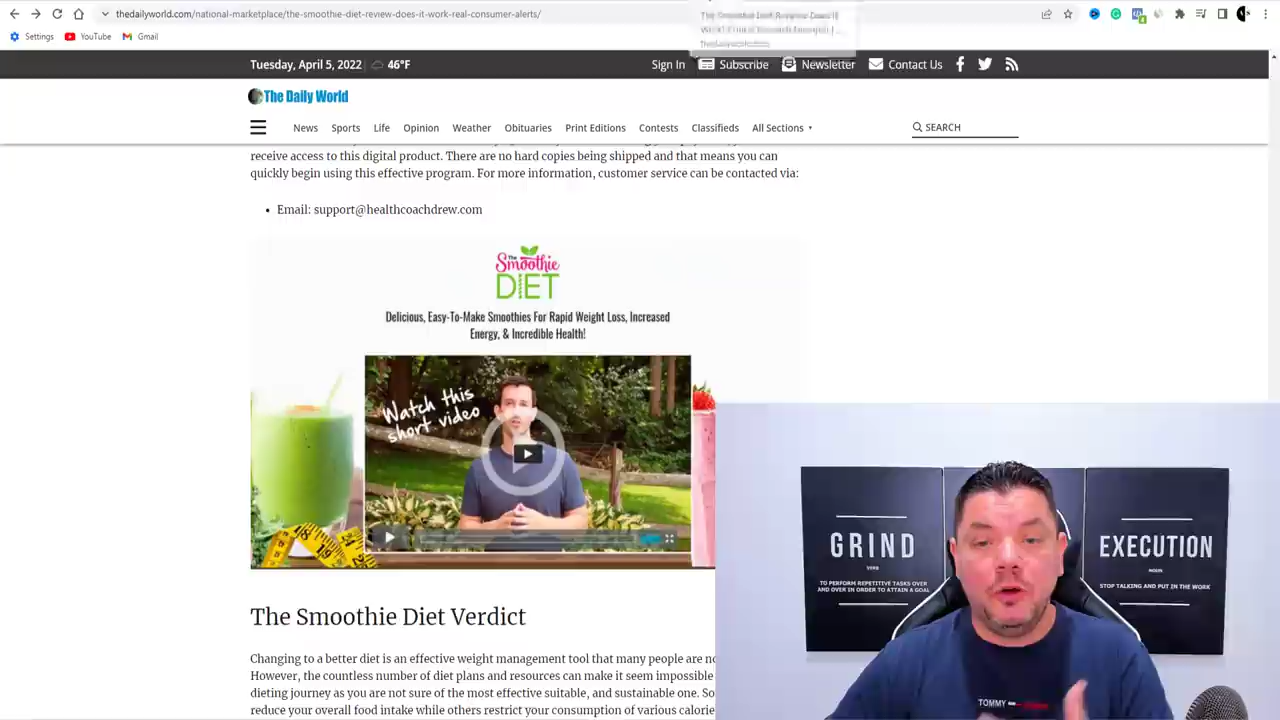 thedailyworld.com/national-marketplace/the-smoothie-diet-review-does-it-work-real-consumer-alerts/
Settings
YouTube
Gmail
Tuesday, April 5, 2022
46°F
Sign In
Subscribe
Newsletter
Contact Us
The Daily World
News
Sports
Life
Opinion
Weather
Obituaries
Print Editions
Contests
Classifieds
All Sections
SEARCH
receive access to this digital product. There are no hard copies being shipped and that means you can
quickly begin using this effective program. For more information, customer service can be contacted via:
Email: support@healthcoachdrew.com
The
Smoothie
DIET
Delicious, Easy-To-Make Smoothies For Rapid Weight Loss, Increased
Energy, & Incredible Health!
Watch this
short video
18
19
The Smoothie Diet Verdict
Changing to a better diet is an effective weight management tool that many people are
However, the countless number of diet plans and resources can make it seem impossible
dieting journey as you are not sure of the most effective suitable, and sustainable one. So
reduce your overall food intake while others restrict your consumption of various
GRIND
VERB
TO PERFORM REPETITIVE TASKS OVER
AND OVER IN ORDER TO ATTAIN A GOAL
EXECUTION
NOUN
STOP TALKING AND PUT IN THE WORK
TOMMY